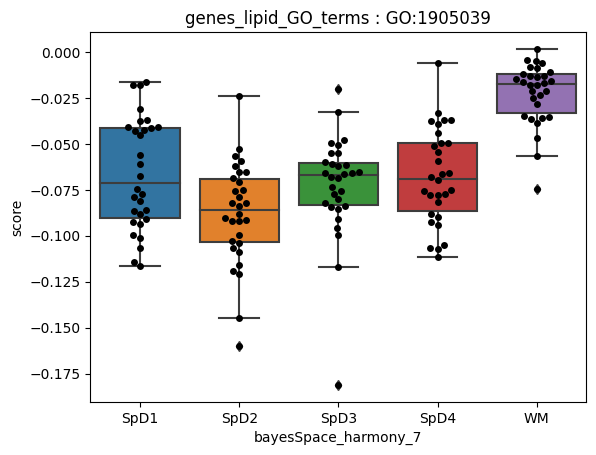 genes_lipid_GO_terms : GO:1905039
0.000
−0.025
−0.050
−0.075
−0.100
−0.125
−0.150
−0.175
score
SpD1 SpD2 SpD3 SpD4 WM
bayesSpace_harmony_7